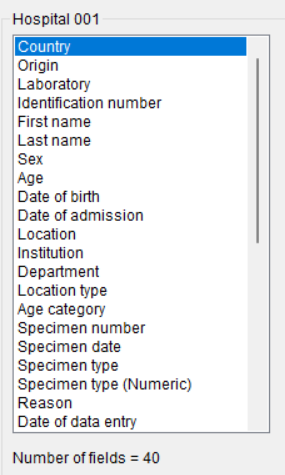 Hospital 001
Country
Origin
Laboratory
Identification number
First name
Last name
Sex
Age
Date of birth
Date of admission
Location
Institution
Department
Location type
Age category
Specimen number
Specimen date
Specimen type
Specimen type (Numeric)
Reason
Date of data entry
Number of fields = 40